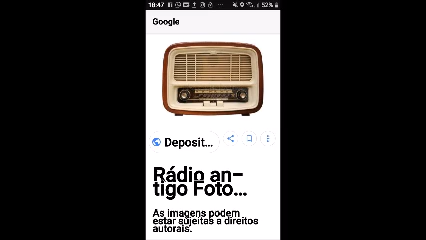 18:47
52%
Google
Deposit...
Rádio an-
tigo Foto...
As imagens podem
estar sujeitas a direitos
autorais.